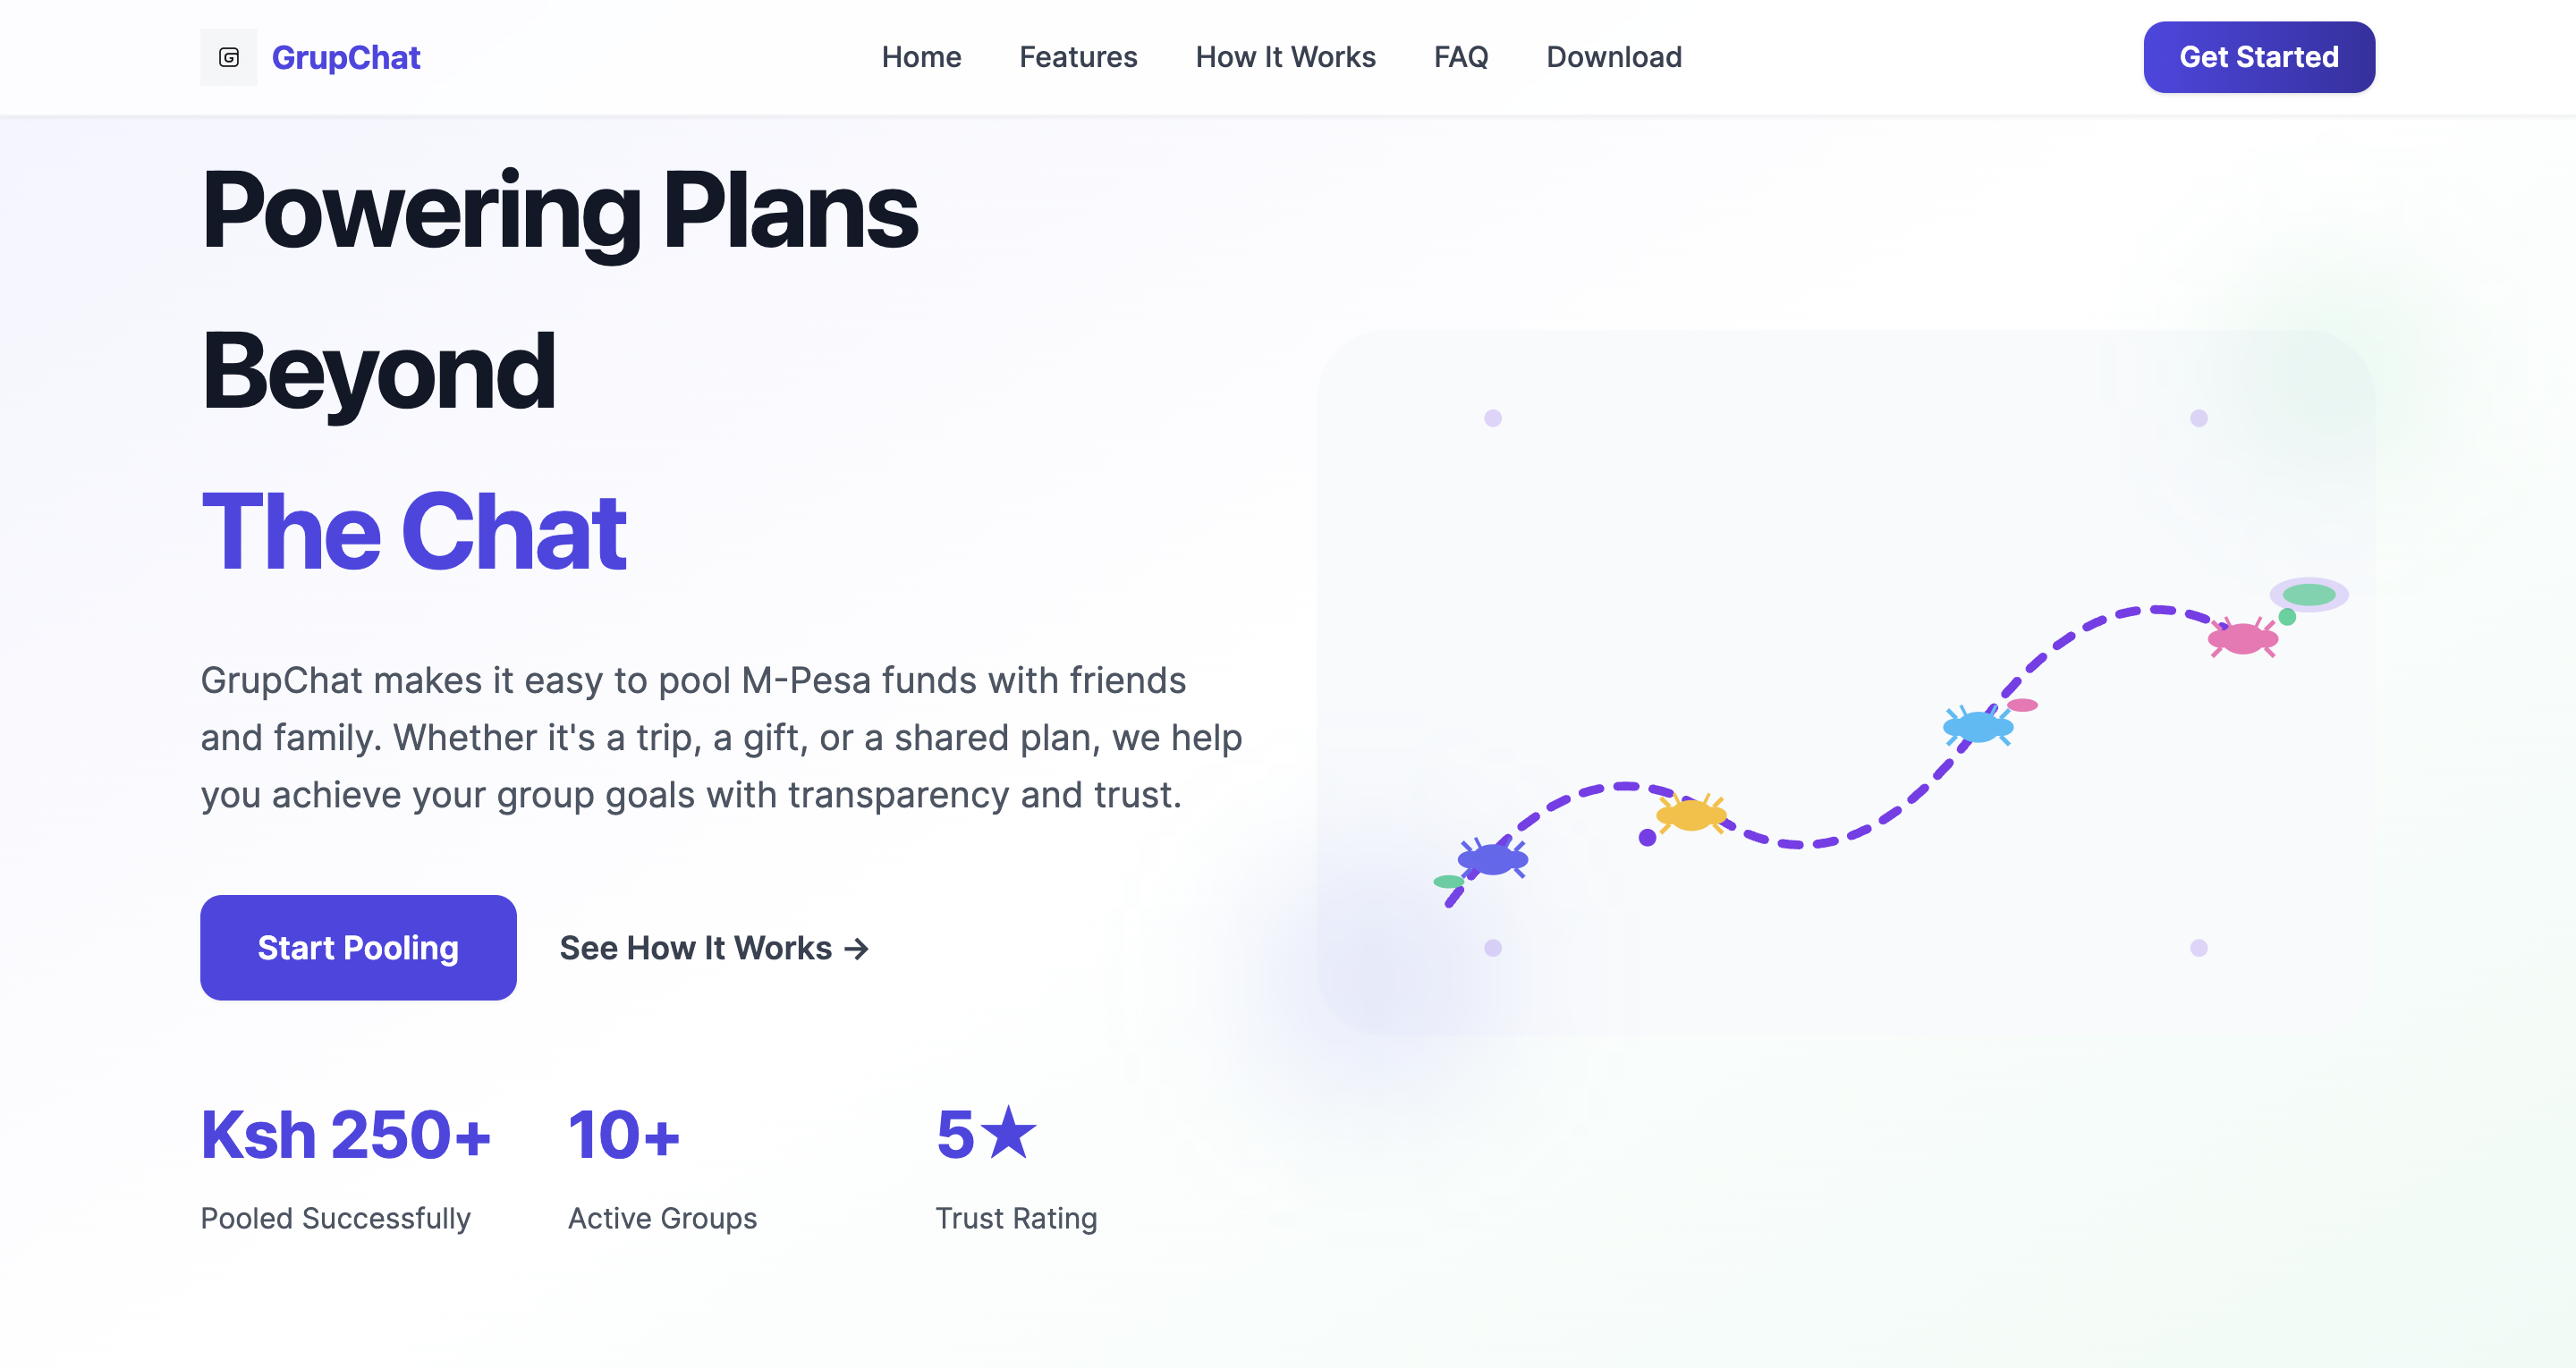 GrupChat
Home Features How It Works FAQ Download
Get Started
Powering Plans
Beyond
The Chat
GrupChat makes it easy to pool M-Pesa funds with friends
and family. Whether it's a trip, a gift, or a shared plan, we help
you achieve your group goals with transparency and trust.
Start Pooling
See How It Works →
Ksh 250+
Pooled Successfully
10+
Active Groups
5★
Trust Rating